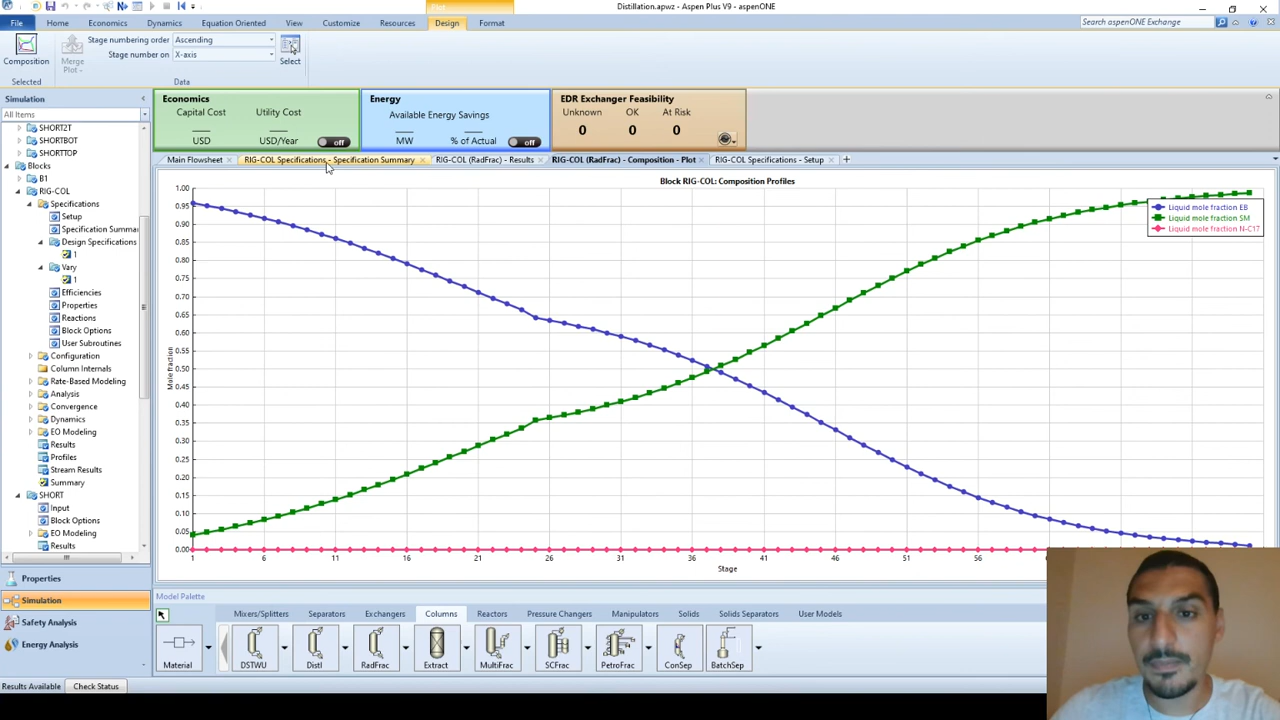 Plot
Distillation.apwz - Aspen Plus V9 - aspenONE
File Home Economics Dynamics Equation Oriented View Customize Resources Design Format
Search aspenONE Exchange
Composition
Selected
Merge Plot
Stage numbering order Ascending
Stage number on X-axis
Select
Data
Simulation
All Items
SHORT2T
SHORTBOT
SHORTTOP
Blocks
B1
RIG-COL
Specifications
Setup
Specification Summar
Design Specifications
1
Vary
1
Efficiencies
Properties
Reactions
Block Options
User Subroutines
Configuration
Column Internals
Rate-Based Modeling
Analysis
Convergence
Dynamics
EO Modeling
Results
Profiles
Stream Results
Summary
SHORT
Input
Block Options
EO Modeling
Results
Properties
Simulation
Safety Analysis
Energy Analysis
Economics
Capital Cost Utility Cost
USD USD/Year off
Energy
Available Energy Savings
MW % of Actual off
EDR Exchanger Feasibility
Unknown OK At Risk
0 0 0
Main Flowsheet RIG-COL Specifications - Specification Summary RIG-COL (RadFrac) - Results RIG-COL (RadFrac) - Composition - Plot RIG-COL Specifications - Setup
Block RIG-COL: Composition Profiles
Liquid mole fraction EB
Liquid mole fraction SM
Liquid mole fraction N-C17
Mole fraction
1.00
0.95
0.90
0.85
0.80
0.75
0.70
0.65
0.60
0.55
0.50
0.45
0.40
0.35
0.30
0.25
0.20
0.15
0.10
0.05
0.00
1 6 11 16 21 26 31 36 41 46 51 56
Stage
Model Palette
Mixers/Splitters Separators Exchangers Columns Reactors Pressure Changers Manipulators Solids Solids Separators User Models
Material DSTWU Distl RadFrac Extract MultiFrac SCFrac PetroFrac ConSep BatchSep
Results Available Check Status